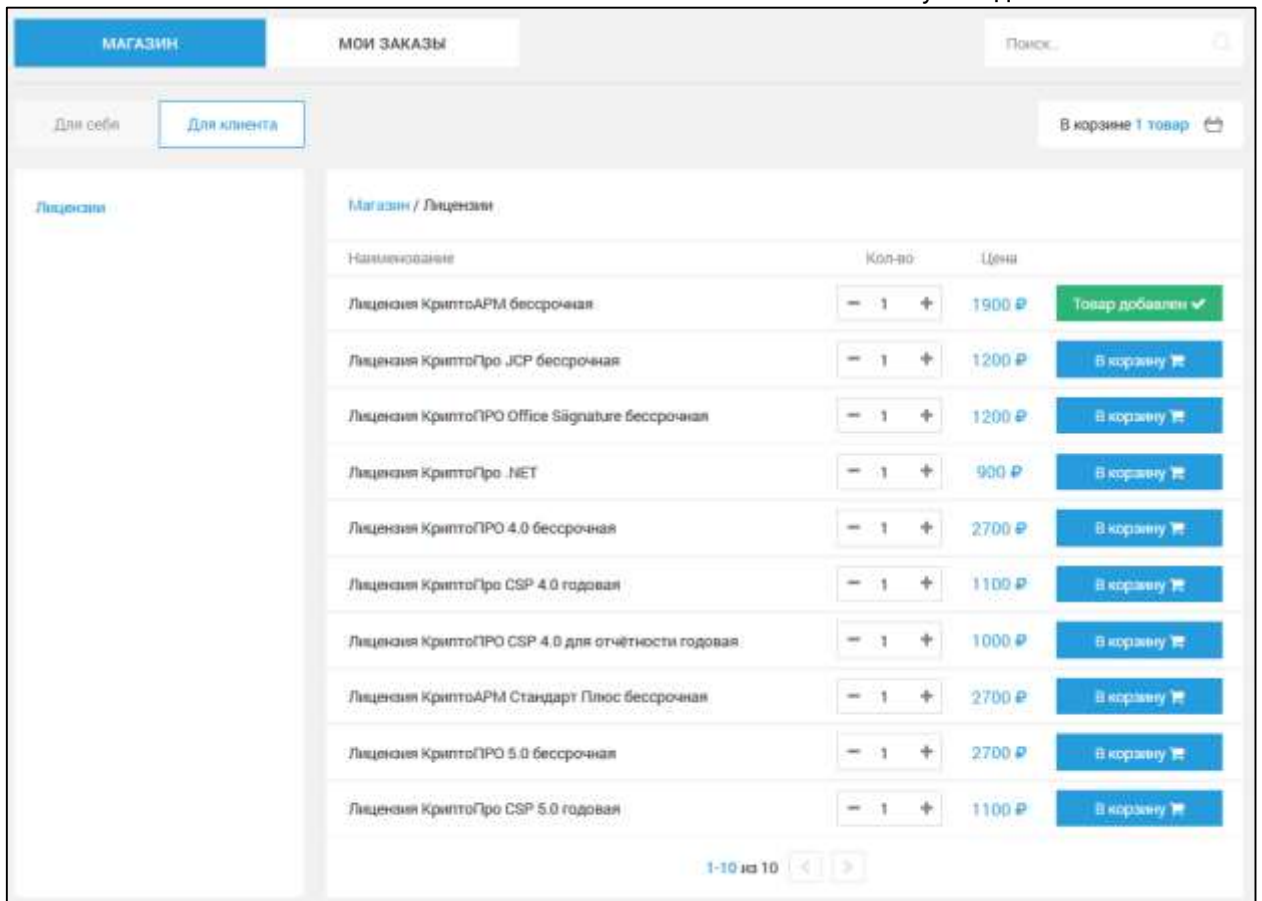 МАГАЗИН МОИ ЗАКАЗЫ Поиск...
Для себя Для клиента В корзине 1 товар
Лицензии Магазин / Лицензии
Наименование Кол-во Цена
Лицензия КриптоАРМ бессрочная 1 1900 ₽ Товар добавлен
Лицензия КриптоПро JCP бессрочная 1 1200 ₽ В корзину
Лицензия КриптоПРО Office Siignature бессрочная 1 1200 ₽ В корзину
Лицензия КриптоПро .NET 1 900 ₽ В корзину
Лицензия КриптоПРО 4.0 бессрочная 1 2700 ₽ В корзину
Лицензия КриптоПро CSP 4.0 годовая 1 1100 ₽ В корзину
Лицензия КриптоПРО CSP 4.0 для отчётности годовая 1 1000 ₽ В корзину
Лицензия КриптоАРМ Стандарт Плюс бессрочная 1 2700 ₽ В корзину
Лицензия КриптоПРО 5.0 бессрочная 1 2700 ₽ В корзину
Лицензия КриптоПро CSP 5.0 годовая 1 1100 ₽ В корзину
1-10 из 10